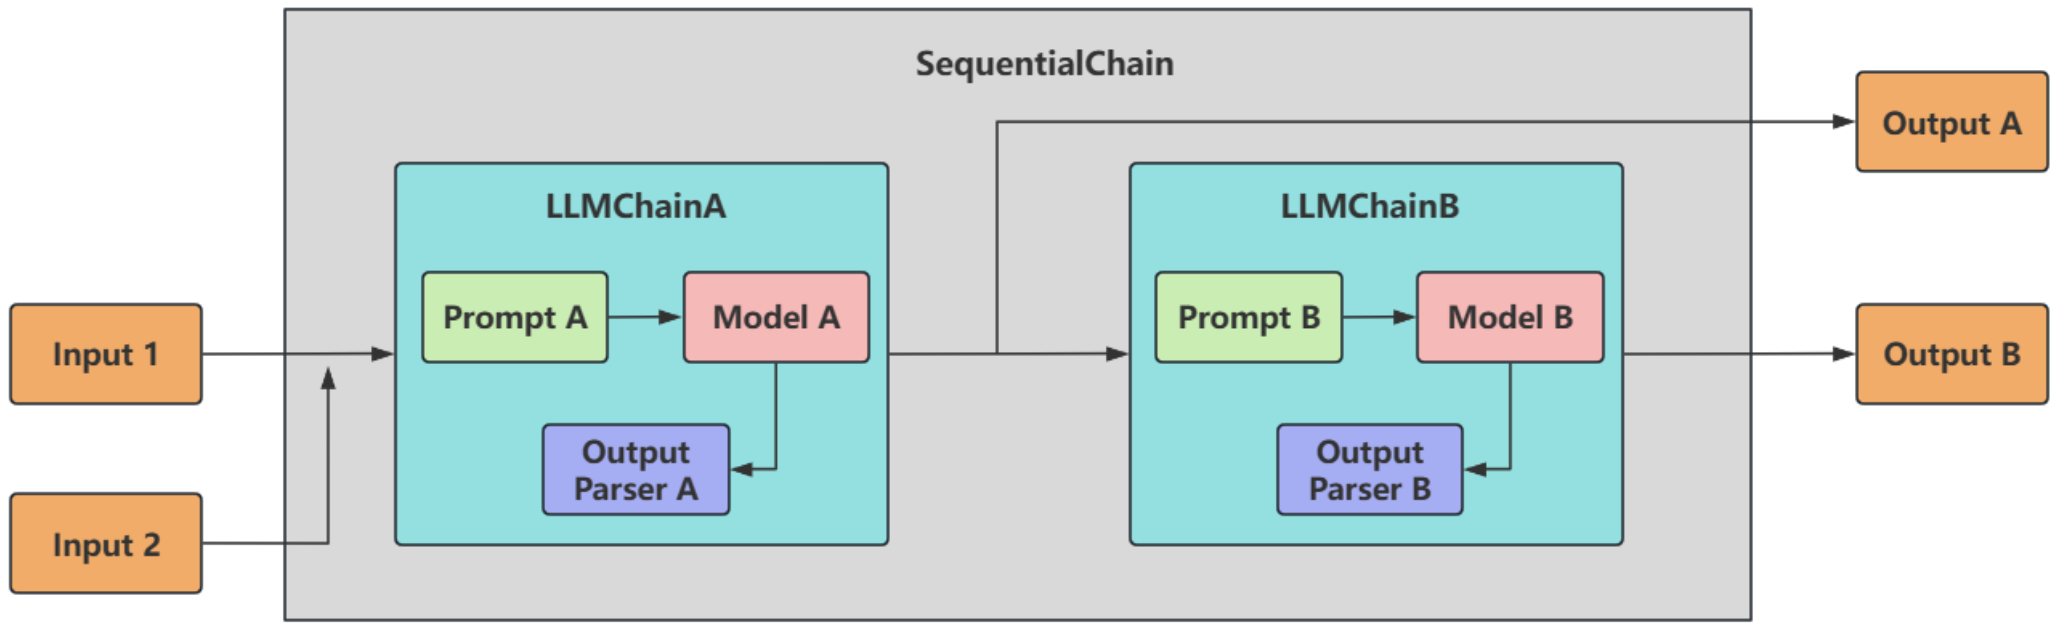 SequentialChain
Output A
LLMChainA
LLMChainB
Prompt A
Model A
Prompt B
Model B
Input 1
Output B
Output
Parser A
Output
Parser B
Input 2